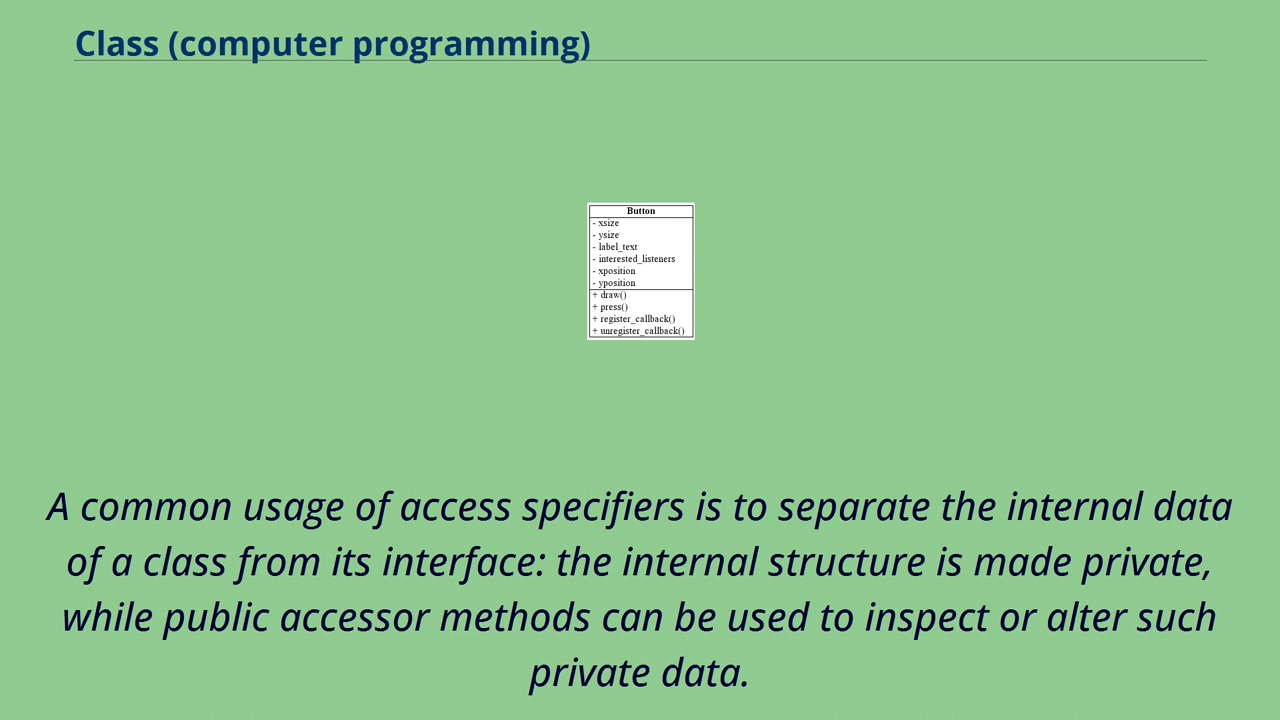 Class (computer programming)
Button
- xsize
- ysize
- label_text
- interested_listeners
- xposition
- yposition
+ draw()
+ press()
+ register_callback()
+ unregister_callback()
A common usage of access specifiers is to separate the internal data
of a class from its interface: the internal structure is made private,
while public accessor methods can be used to inspect or alter such
private data.